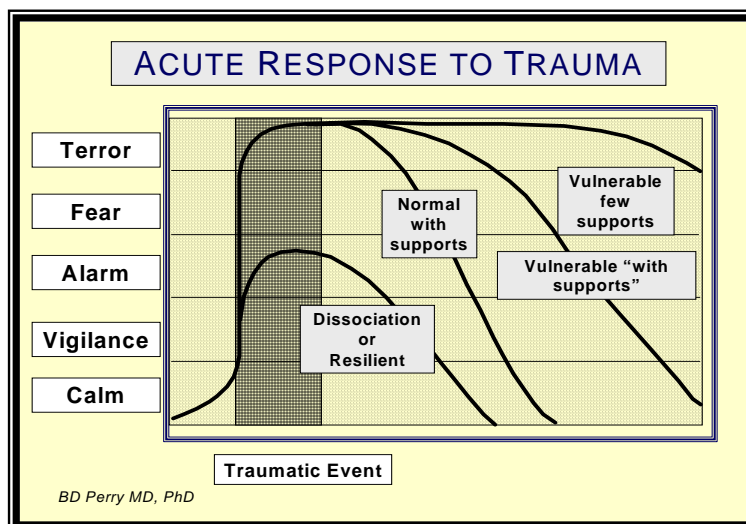 ACUTE RESPONSE TO TRAUMA
Terror
Fear
Alarm
Vigilance
Calm
Normal
with
supports
Vulnerable
few
supports
Vulnerable “with
supports”
Dissociation
or
Resilient
Traumatic Event
BD Perry MD, PhD